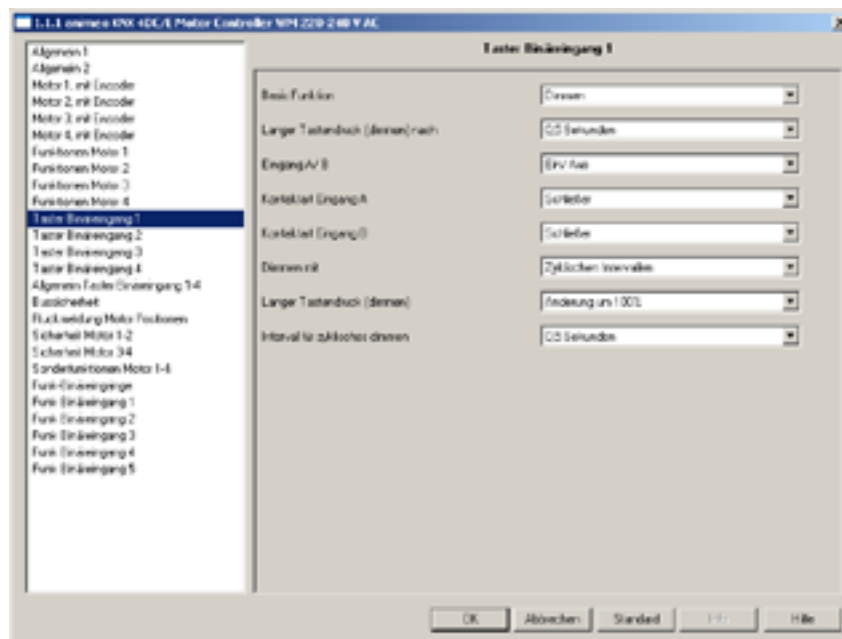 1.1.1 animeo KNX 4DC/E Motor Controller WM 220-240 V AC
Allgemein 1
Allgemein 2
Motor 1, mit Encoder
Motor 2, mit Encoder
Motor 3, mit Encoder
Motor 4, mit Encoder
Funktionen Motor 1
Funktionen Motor 2
Funktionen Motor 3
Funktionen Motor 4
Taster Binäreingang 1
Taster Binäreingang 2
Taster Binäreingang 3
Taster Binäreingang 4
Allgemein Taster Binäreingang 1-4
Bussicherheit
Rückmeldung Motor Positionen
Sicherheit Motor 1-2
Sicherheit Motor 3-4
Sonderfunktionen Motor 1-4
Funk-Binäreingänge
Funk Binäreingang 1
Funk Binäreingang 2
Funk Binäreingang 3
Funk Binäreingang 4
Funk Binäreingang 5
Taster Binäreingang 1
Basic Funktion
Dimmen
Langer Tastendruck (dimmen) nach
0,5 Sekunden
Eingang A/ B
Ein/ Aus
Kontaktart Eingang A
Schließer
Kontaktart Eingang B
Schließer
Dimmen mit
Zyklischen Intervallen
Langer Tastendruck (dimmen)
Änderung um 100%
Interval für zyklisches dimmen
0,5 Sekunden
OK
Abbrechen
Standard
Info
Hilfe